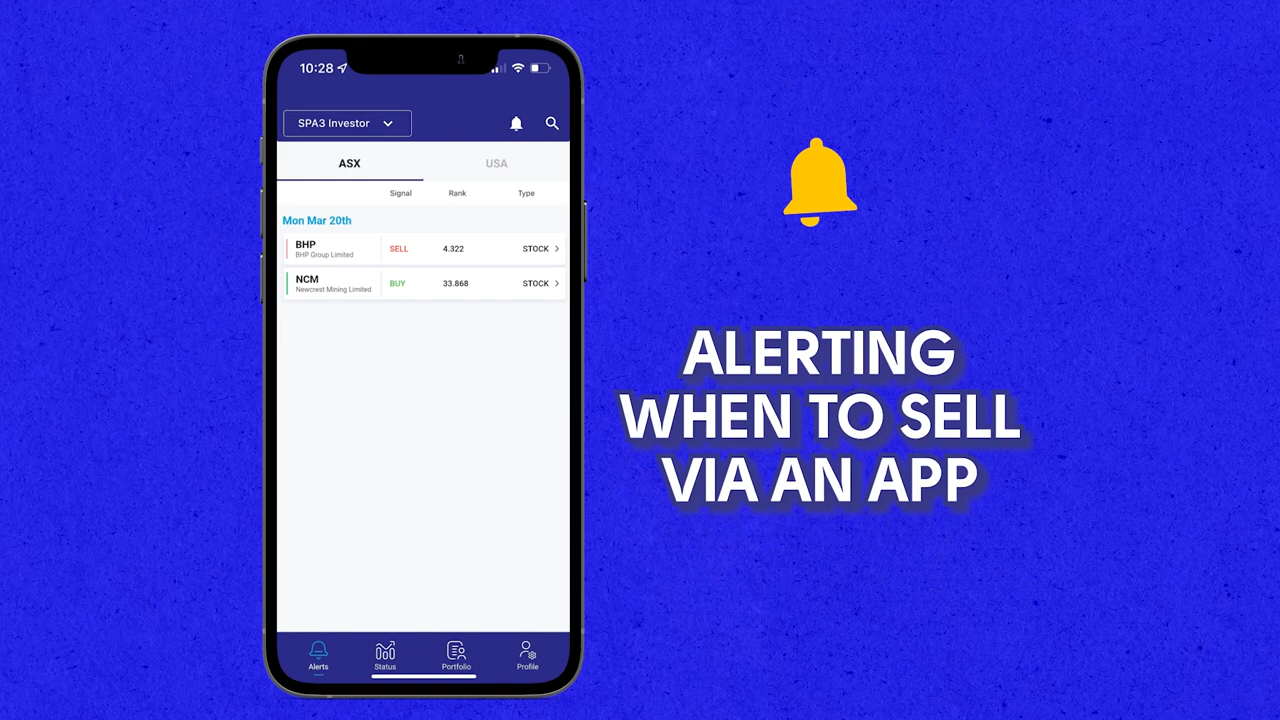 10:28
SPA3 Investor
ASX USA
Signal Rank Type
Mon Mar 20th
BHP SELL 4.322 STOCK
BHP Group Limited
NCM BUY 33.868 STOCK
Newcrest Mining Limited
Alerts Status Portfolio Profile
ALERTING
WHEN TO SELL
VIA AN APP